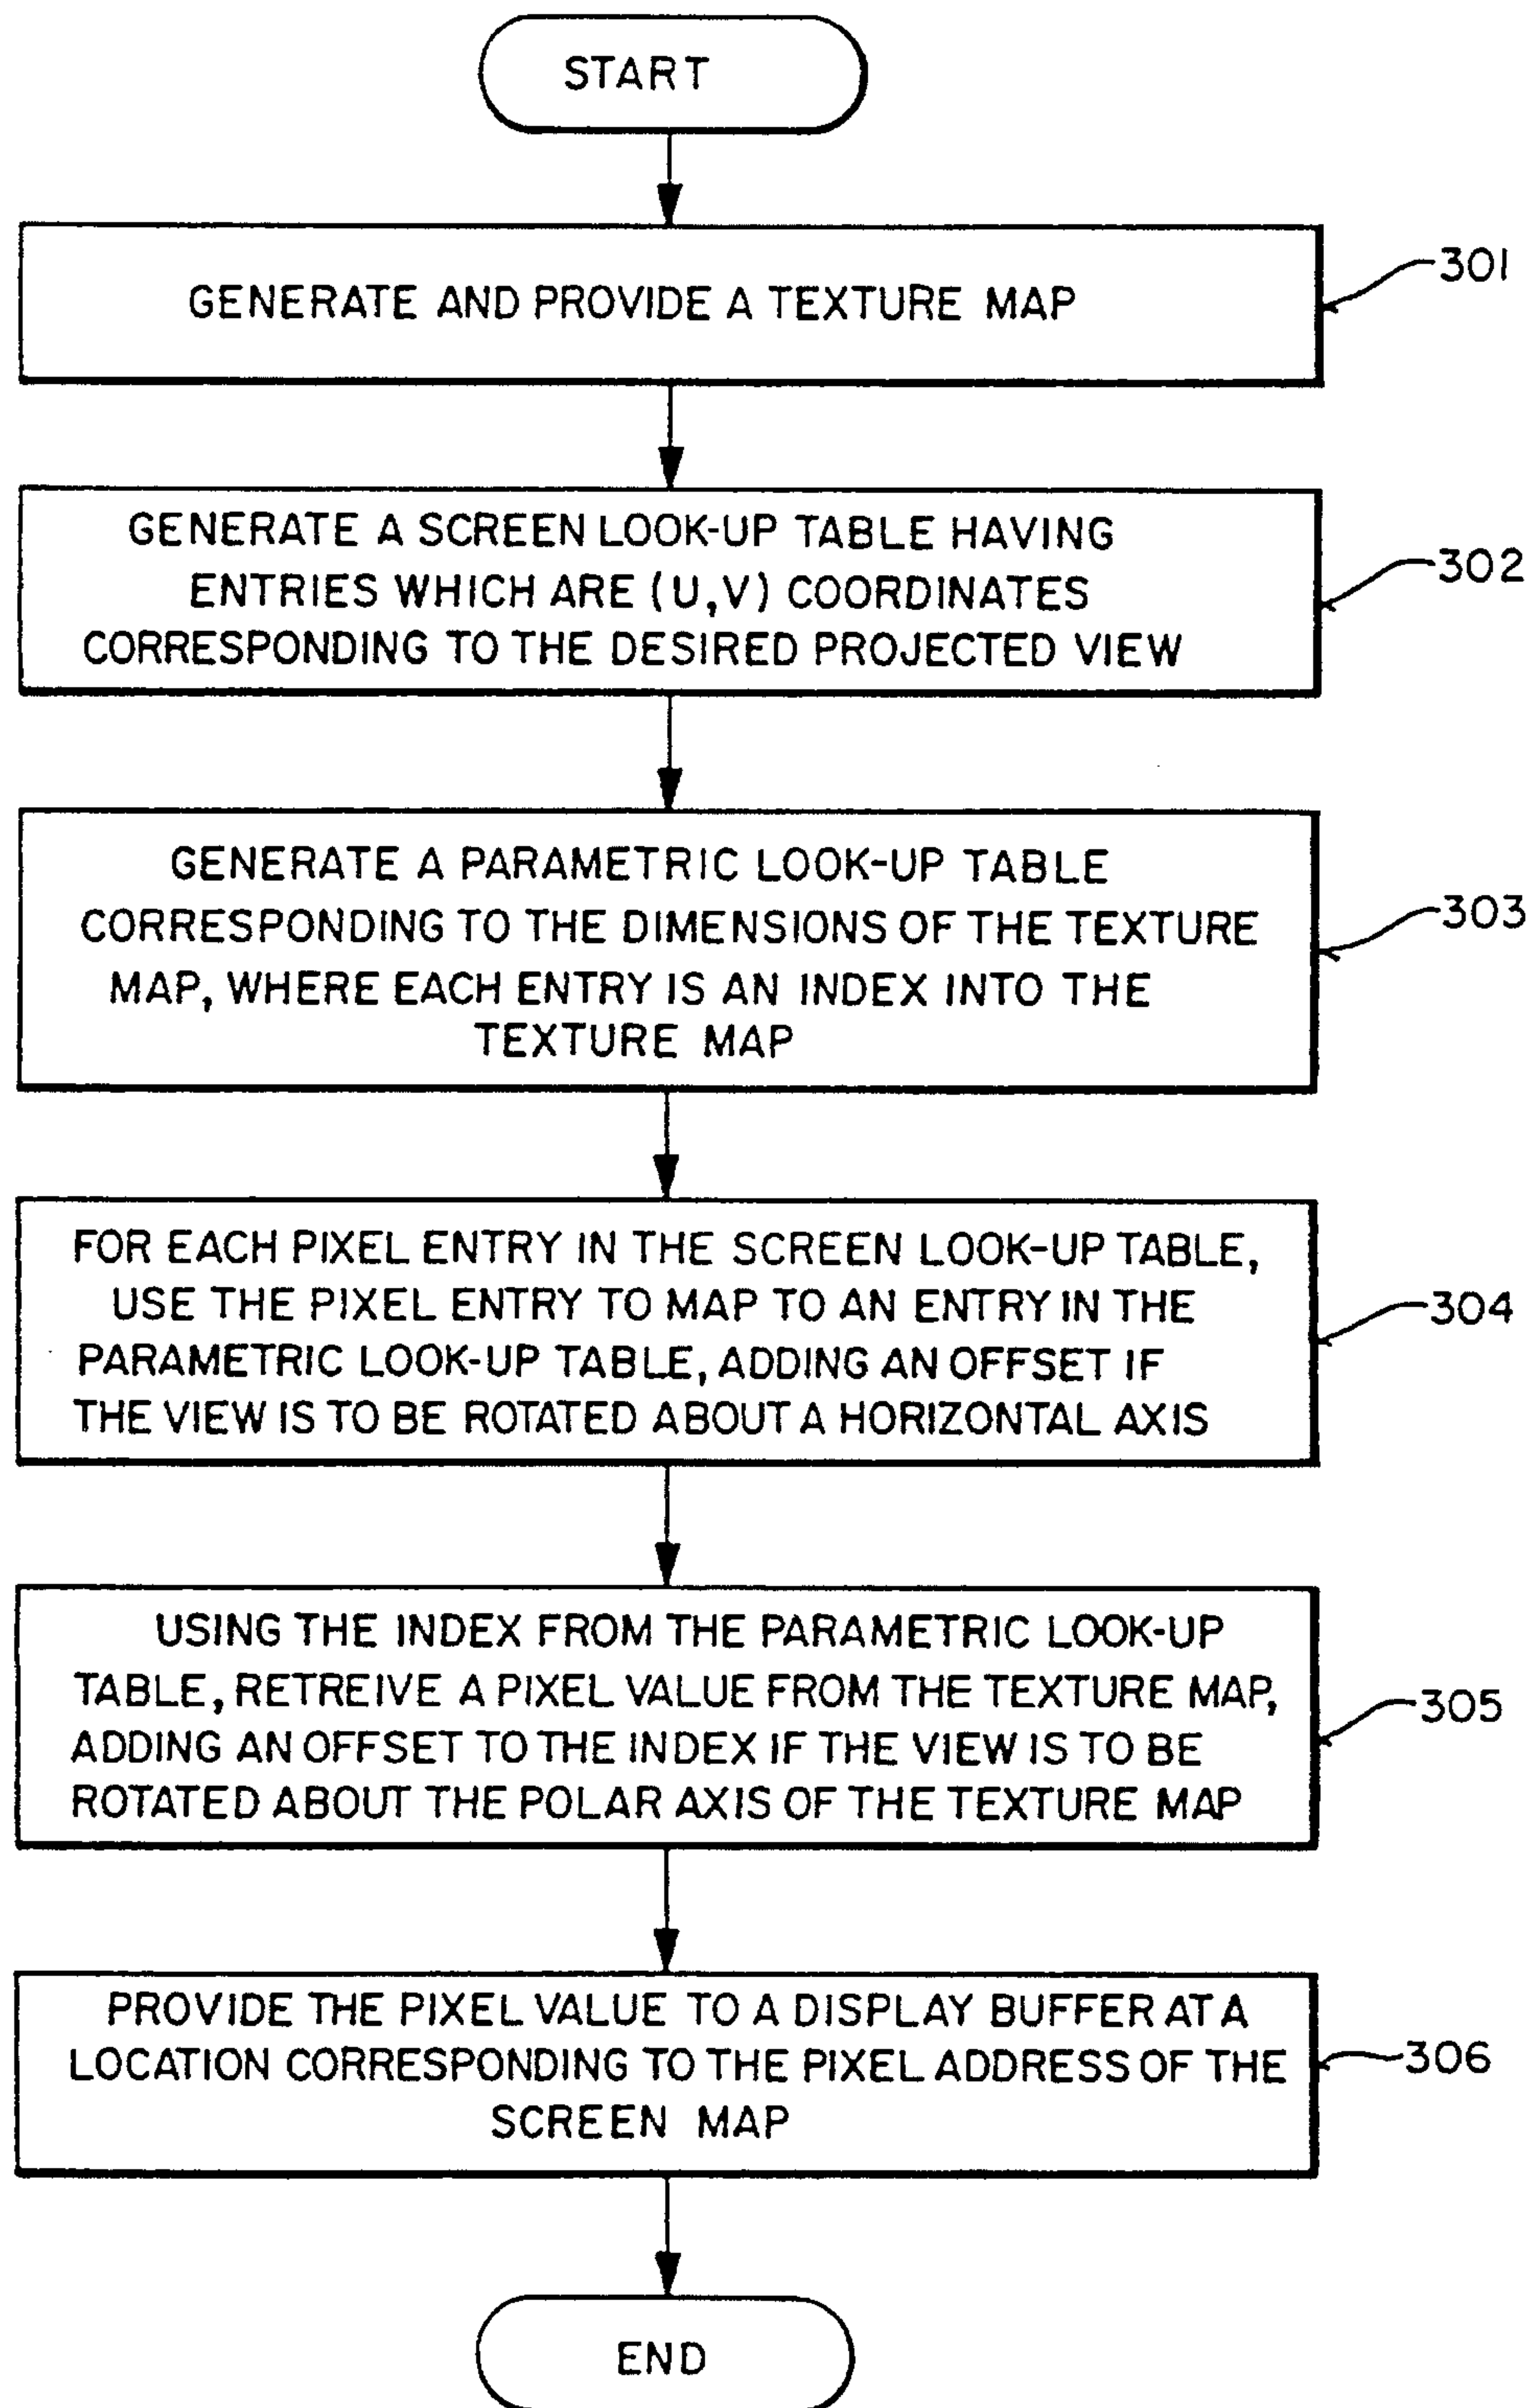 START
GENERATE AND PROVIDE A TEXTURE MAP
301
GENERATE A SCREEN LOOK-UP TABLE HAVING
ENTRIES WHICH ARE (U,V) COORDINATES
CORRESPONDING TO THE DESIRED PROJECTED VIEW
302
GENERATE A PARAMETRIC LOOK-UP TABLE
CORRESPONDING TO THE DIMENSIONS OF THE TEXTURE
MAP, WHERE EACH ENTRY IS AN INDEX INTO THE
TEXTURE MAP
303
FOR EACH PIXEL ENTRY IN THE SCREEN LOOK-UP TABLE,
USE THE PIXEL ENTRY TO MAP TO AN ENTRY IN THE
PARAMETRIC LOOK-UP TABLE, ADDING AN OFFSET IF
THE VIEW IS TO BE ROTATED ABOUT A HORIZONTAL AXIS
304
USING THE INDEX FROM THE PARAMETRIC LOOK-UP
TABLE, RETREIVE A PIXEL VALUE FROM THE TEXTURE MAP,
ADDING AN OFFSET TO THE INDEX IF THE VIEW IS TO BE
ROTATED ABOUT THE POLAR AXIS OF THE TEXTURE MAP
305
PROVIDE THE PIXEL VALUE TO A DISPLAY BUFFER AT A
LOCATION CORRESPONDING TO THE PIXEL ADDRESS OF THE
SCREEN MAP
306
END